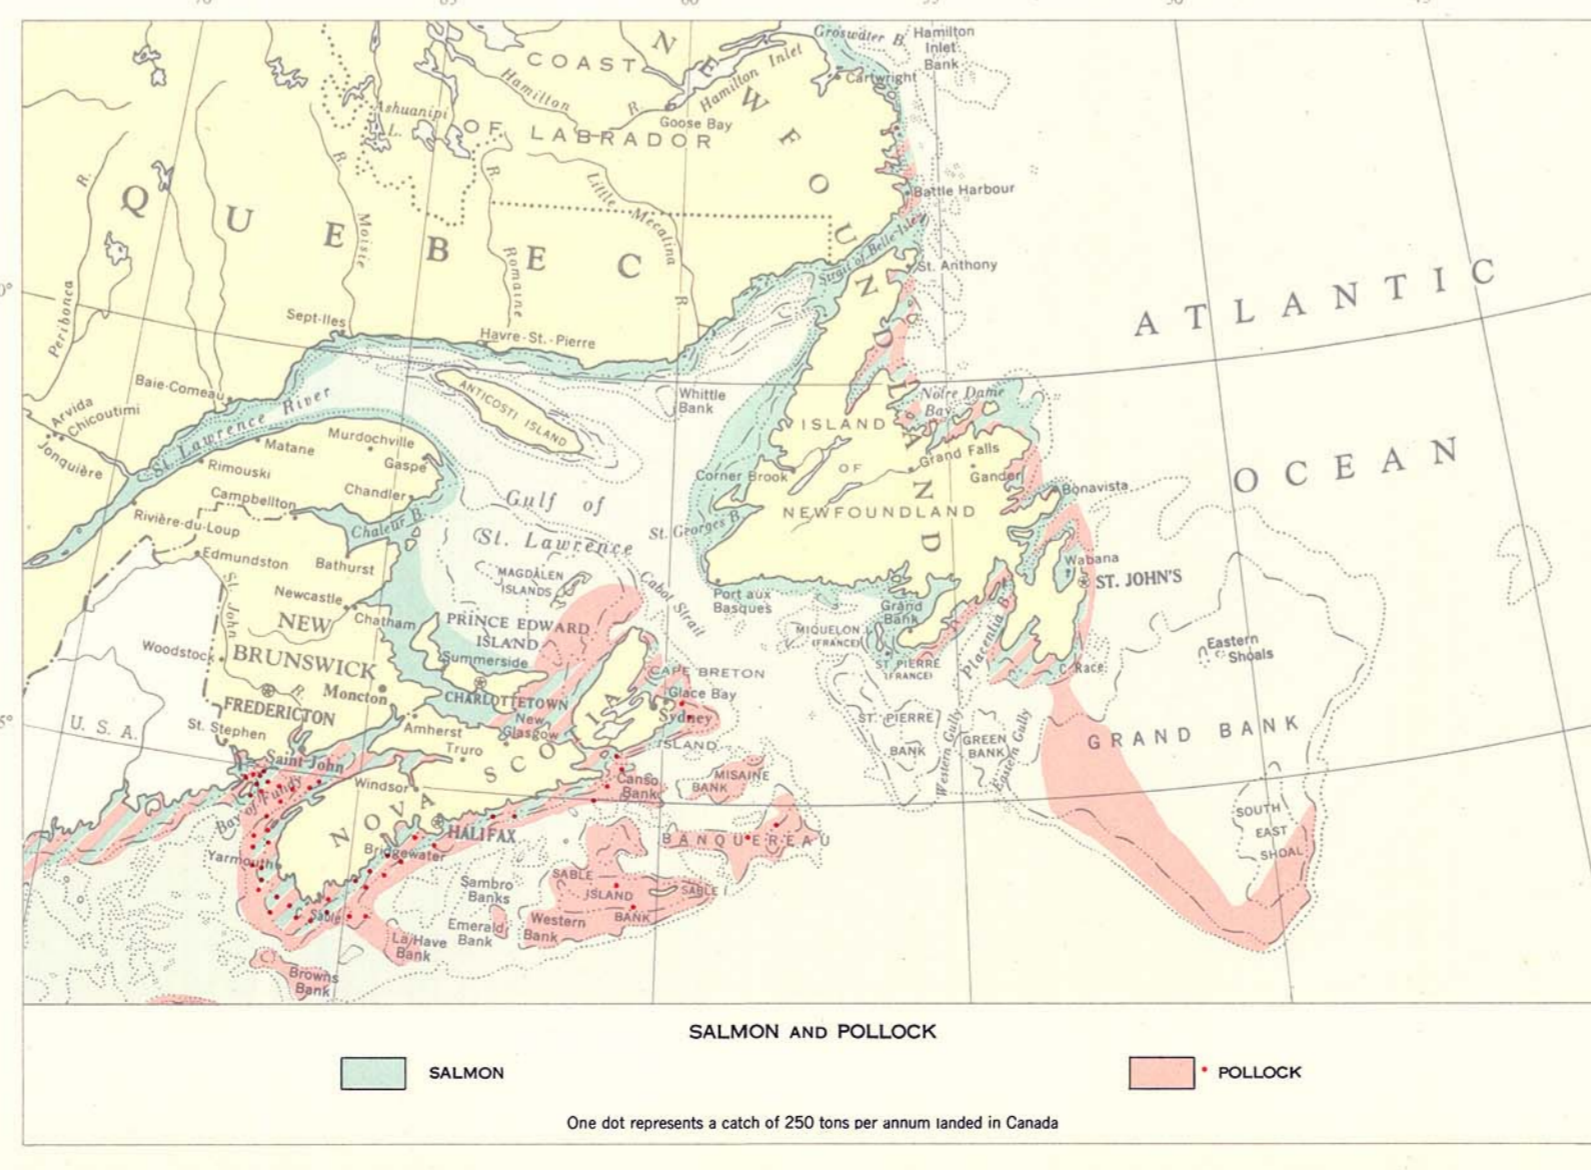 Groswater B.
Hamilton
Inlet
Bank
COAST
NEWFOUNDLAND
Hamilton Inlet
Cartwright
Hamilton R.
Ashuanipi
L.
OF
Goose Bay
LABRADOR
R.
R.
R.
Battle Harbour
QUEBEC
Little Mecatina
R.
Moisie
Romaine
Strait of Belle Isle
St. Anthony
Peribonca
ATLANTIC
Sept-Iles
Havre-St.-Pierre
Baie-Comeau
ANTICOSTI ISLAND
Whittle
Bank
Notre Dame
Bay
Arvida
Chicoutimi
Jonquière
St. Lawrence River
Matane
Murdochville
ISLAND
OF
NEWFOUNDLAND
Grand Falls
Gander
OCEAN
Rimouski
Gaspe
Corner Brook
Campbellton
Chandler
Gulf of
St. Lawrence
Bonavista
Rivière-du-Loup
Chaleur B.
St. Georges B.
Edmundston
Bathurst
Wabana
ST. JOHN'S
MAGDALEN
ISLANDS
Cabot Strait
Port aux
Basques
Grand
Bank
Newcastle
Chatham
St. John
R.
NEW
BRUNSWICK
PRINCE EDWARD
ISLAND
MIQUELON
(FRANCE)
Placentia B.
Eastern
Shoals
Woodstock
Summerside
CAPE BRETON
ISLAND
ST. PIERRE
(FRANCE)
C. Race
Moncton
CHARLOTTETOWN
Glace Bay
Sydney
FREDERICTON
New
Glasgow
ST. PIERRE
BANK
GREEN
BANK
GRAND BANK
U.S.A.
St. Stephen
Amherst
Truro
Western Gully
Eastern Gully
Saint John
NOVA SCOTIA
Canso
Bank
MISAINE
BANK
Windsor
Bay of Fundy
SOUTH
EAST
SHOAL
HALIFAX
BANQUEREAU
Bridgewater
Yarmouth
Sambro
Banks
SABLE
ISLAND
BANK
SABLE I.
C. Sable
Emerald
Bank
Western
Bank
La Have
Bank
Browns
Bank
SALMON AND POLLOCK
SALMON
POLLOCK
One dot represents a catch of 250 tons per annum landed in Canada